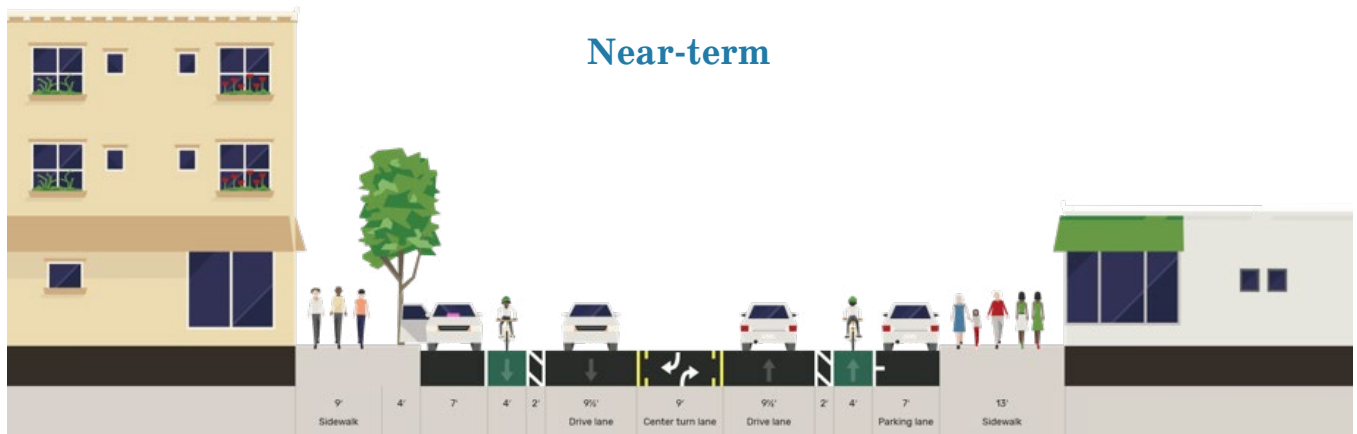 Near-term
9' 4' 7' 4' 2' 9½' 9' 9½' 2' 4' 7' 13'
Sidewalk Drive lane Center turn lane Drive lane Parking lane Sidewalk